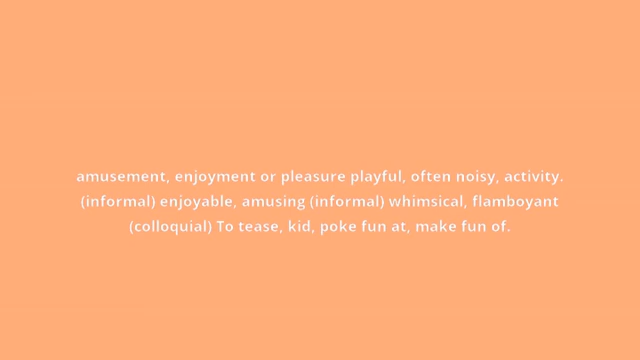 amusement, enjoyment or pleasure playful, often noisy, activity.
(informal) enjoyable, amusing (informal) whimsical, flamboyant
(colloquial) To tease, kid, poke fun at, make fun of.